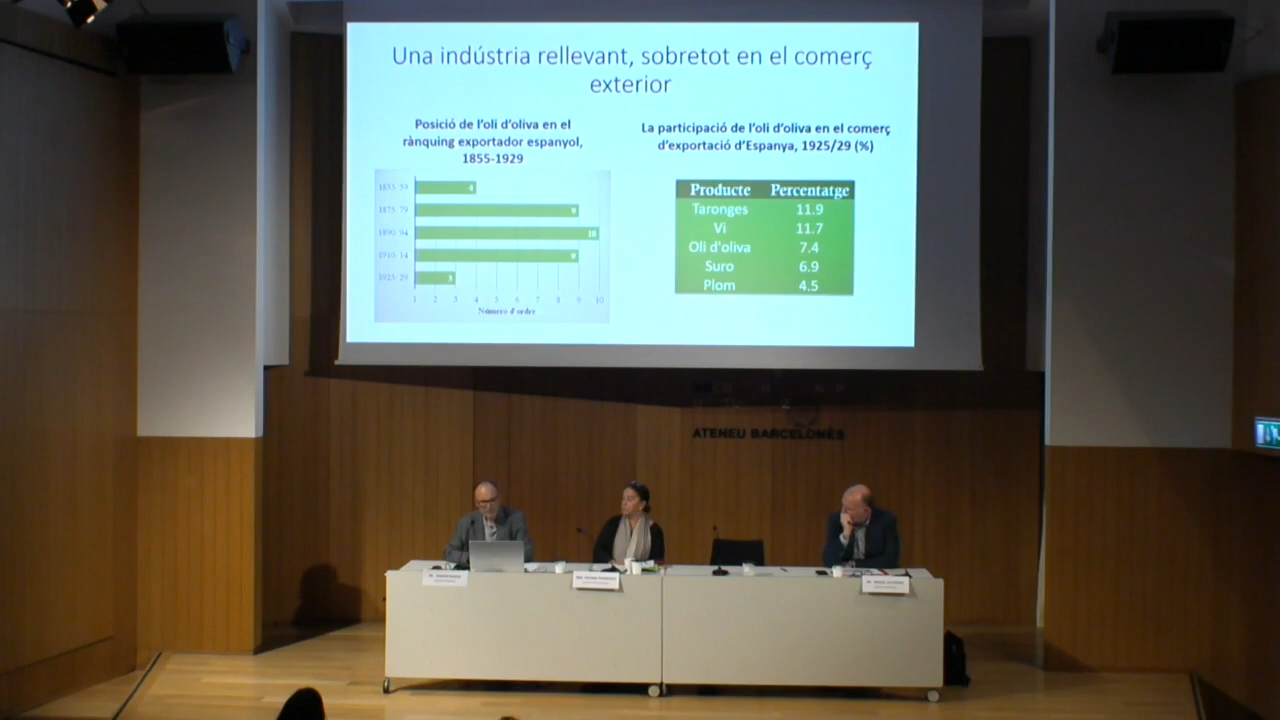 Una indústria rellevant, sobretot en el comerç
exterior
Posició de l'oli d'oliva en el
rànquing exportador espanyol,
1855-1929
1855-59 4
1875-79 9
1890-94 10
1910-14 9
1925-29 3
1 2 3 4 5 6 7 8 9 10
Número d'ordre
La participació de l'oli d'oliva en el comerç
d'exportació d'Espanya, 1925/29 (%)
Producte Percentatge
Taronges 11.9
Vi 11.7
Oli d'oliva 7.4
Suro 6.9
Plom 4.5
ATENEU BARCELONÈS